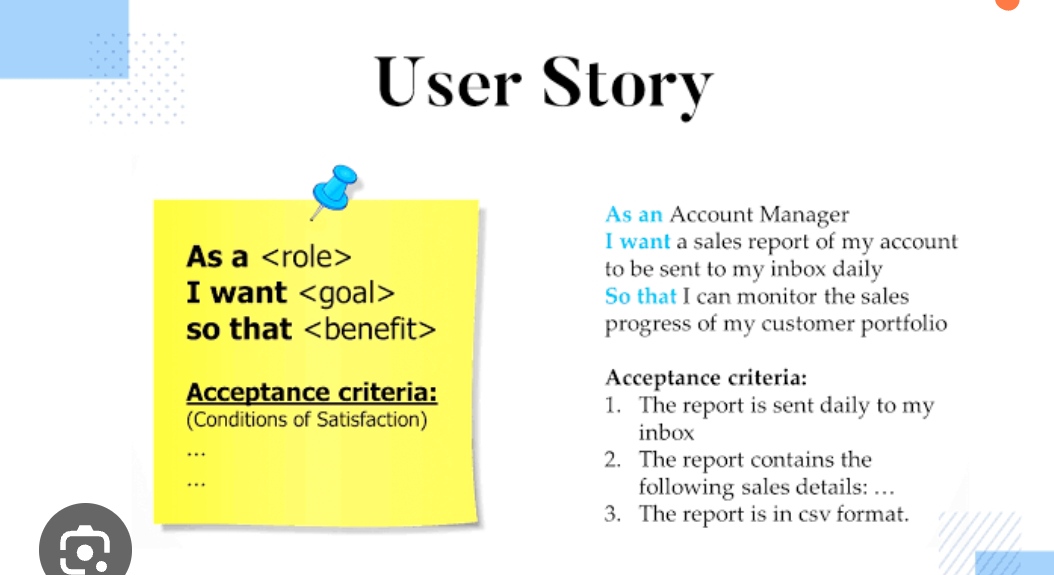 User Story
As a <role>
I want <goal>
so that <benefit>
Acceptance criteria:
(Conditions of Satisfaction)
...
...
As an Account Manager
I want a sales report of my account
to be sent to my inbox daily
So that I can monitor the sales
progress of my customer portfolio
Acceptance criteria:
1. The report is sent daily to my
inbox
2. The report contains the
following sales details: ...
3. The report is in csv format.